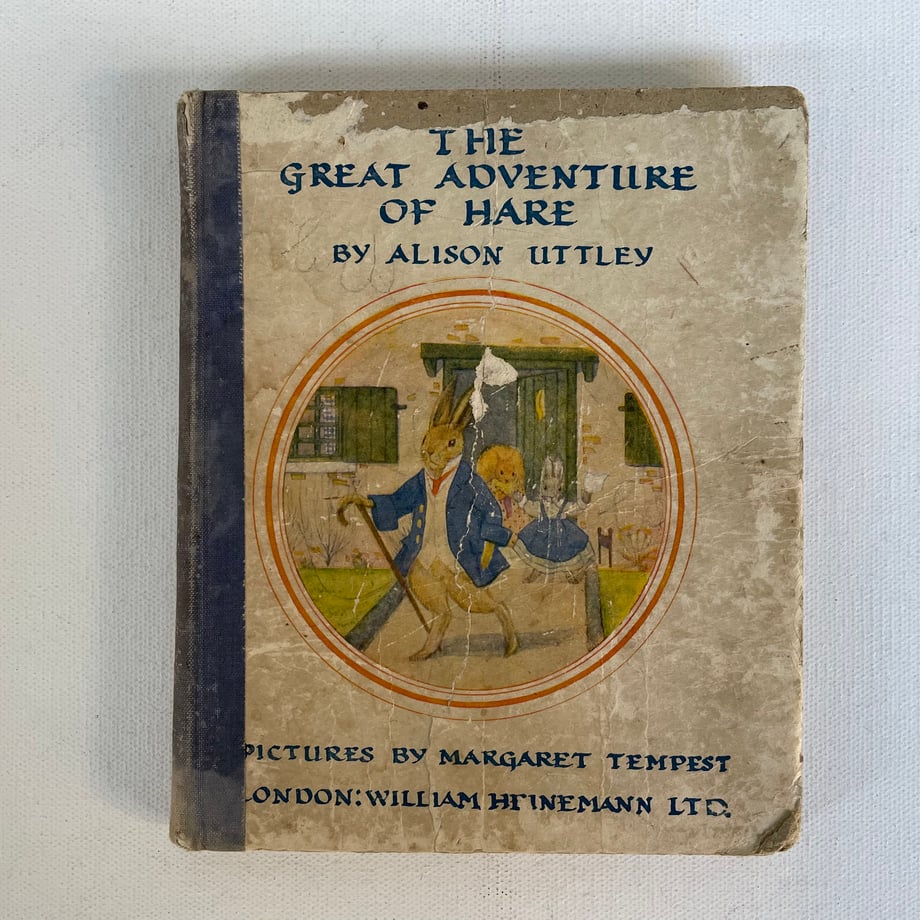 THE
GREAT ADVENTURE
OF HARE
BY ALISON UTTLEY
PICTURES BY MARGARET TEMPEST
LONDON: WILLIAM HEINEMANN LTD.